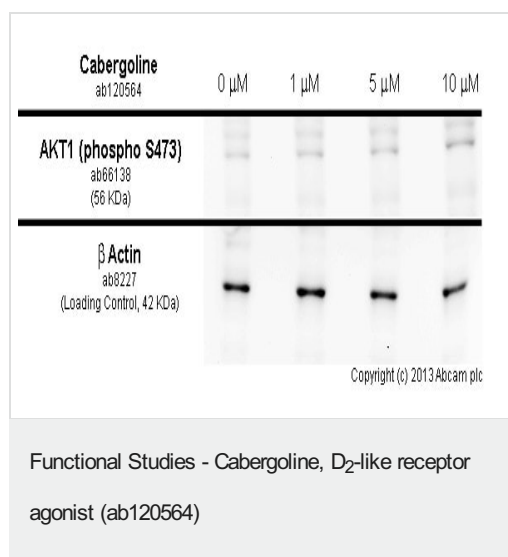 Cabergoline
ab120564
0 µM 1 µM 5 µM 10 µM
AKT1 (phospho S473)
ab66138
(56 KDa)
β Actin
ab8227
(Loading Control, 42 KDa)
Copyright (c) 2013 Abcam plc
Functional Studies - Cabergoline, D2-like receptor
agonist (ab120564)